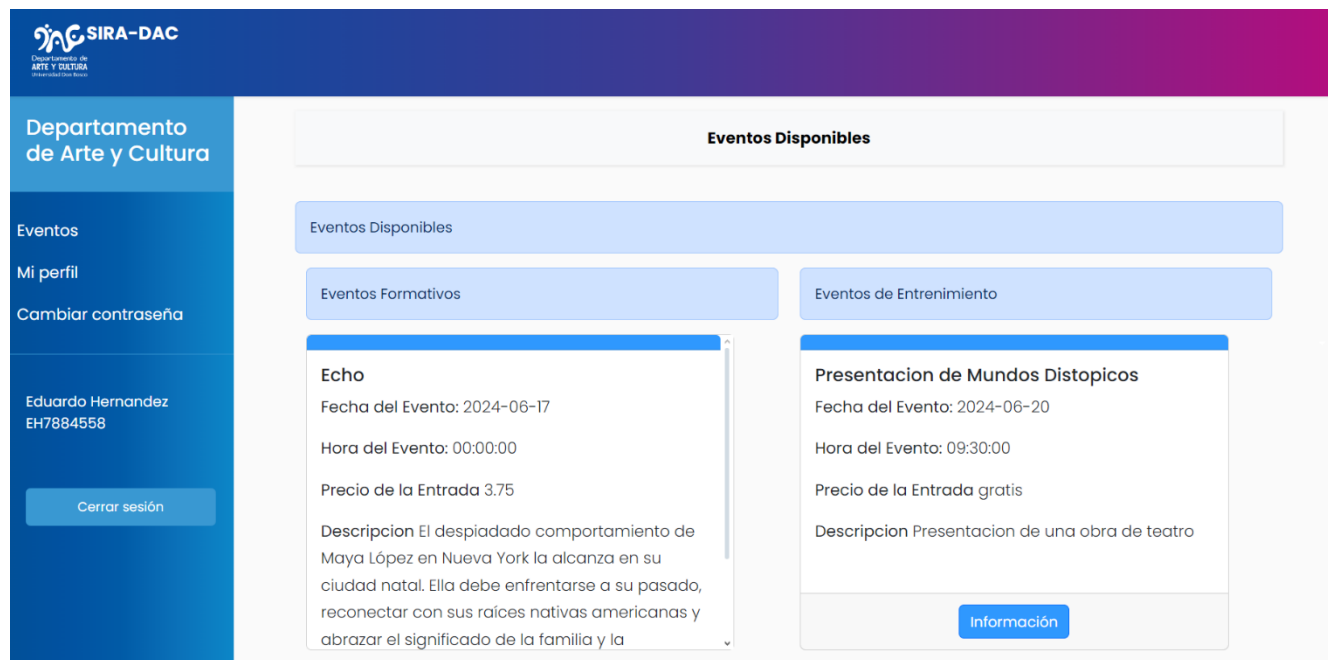 SIRA-DAC
Departamento de
ARTE Y CULTURA
Universidad Don Bosco
Departamento
de Arte y Cultura
Eventos
Mi perfil
Cambiar contraseña
Eduardo Hernandez
EH7884558
Cerrar sesión
Eventos Disponibles
Eventos Disponibles
Eventos Formativos
Echo
Fecha del Evento: 2024-06-17
Hora del Evento: 00:00:00
Precio de la Entrada 3.75
Descripcion El despiadado comportamiento de
Maya López en Nueva York la alcanza en su
ciudad natal. Ella debe enfrentarse a su pasado,
reconectar con sus raíces nativas americanas y
abrazar el significado de la familia y la
Eventos de Entrenimiento
Presentacion de Mundos Distopicos
Fecha del Evento: 2024-06-20
Hora del Evento: 09:30:00
Precio de la Entrada gratis
Descripcion Presentacion de una obra de teatro
Información